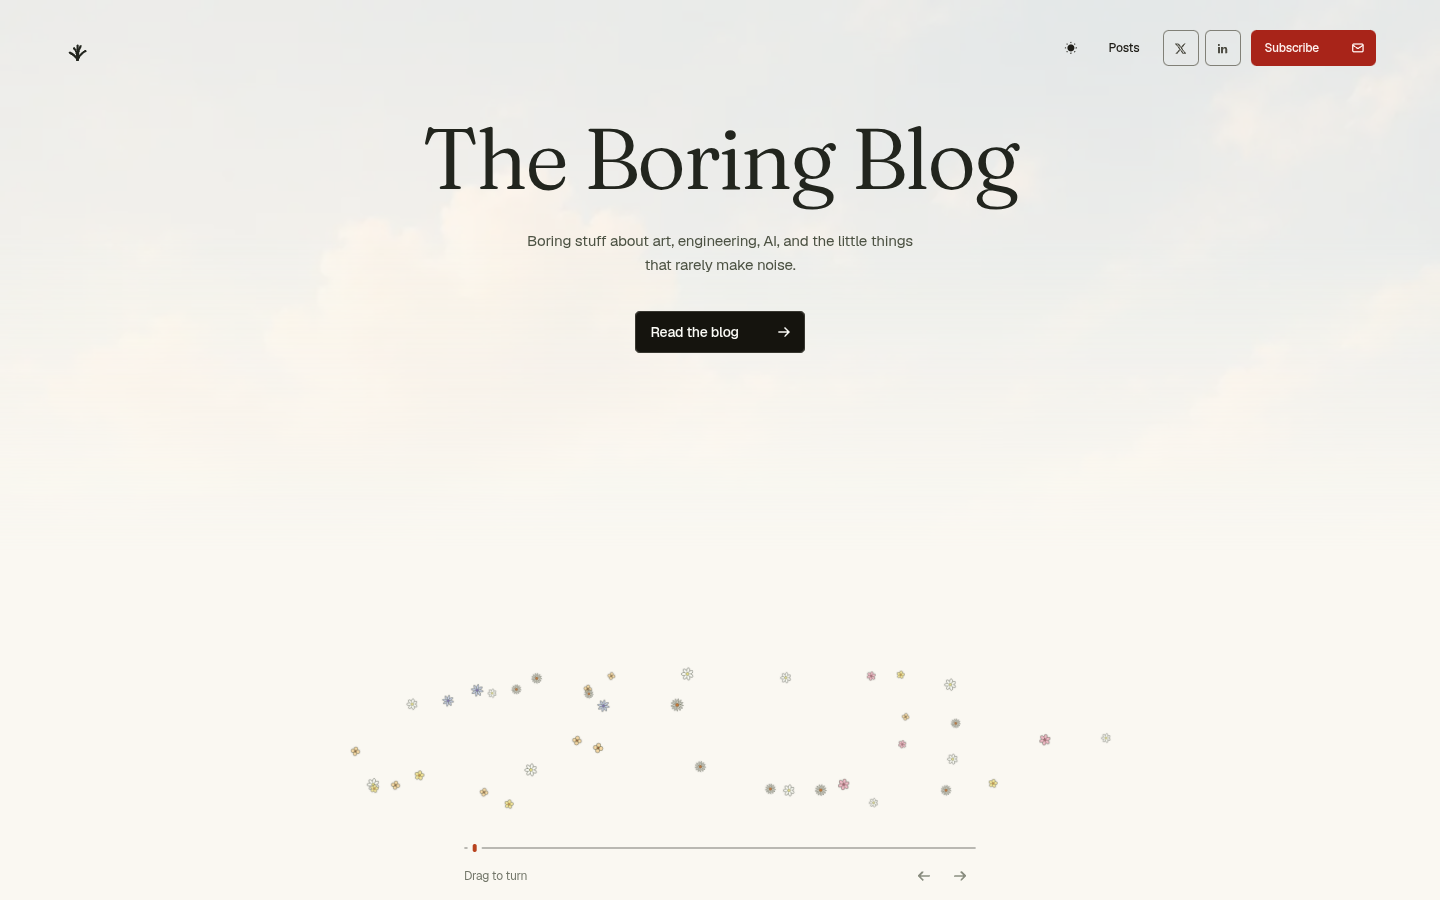 Posts
Subscribe
The Boring Blog
Boring stuff about art, engineering, AI, and the little things
that rarely make noise.
Read the blog
Drag to turn